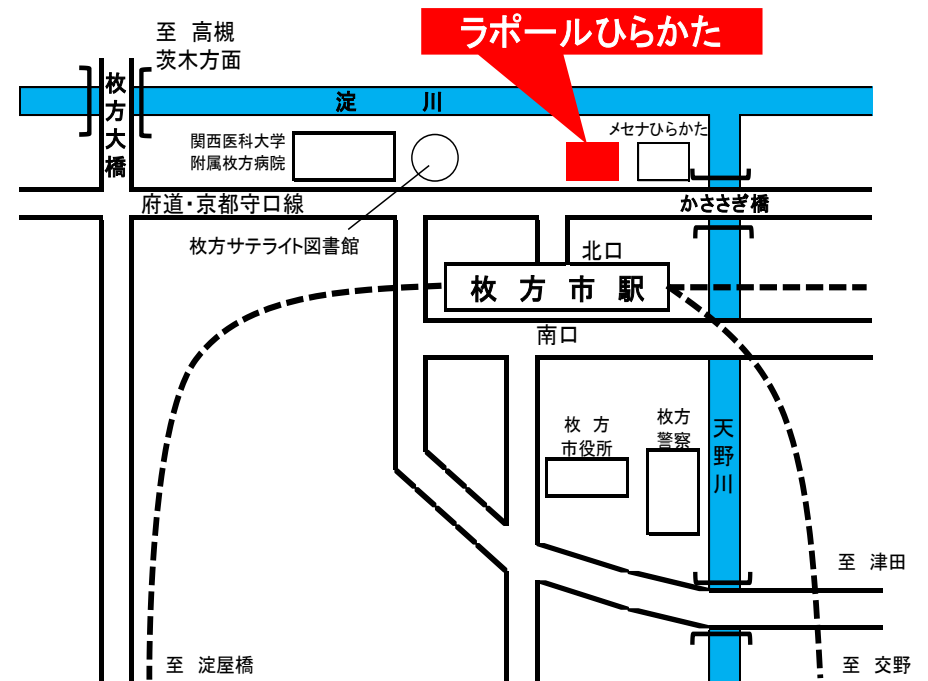 ラポールひらかた
至 高槻
茨木方面
枚方大橋
淀 川
関西医科大学
附属枚方病院
メセナひらかた
府道・京都守口線
かささぎ橋
枚方サテライト図書館
北口
枚方市駅
南口
枚 方
市役所
枚方
警察
天野川
至 津田
至 淀屋橋
至 交野